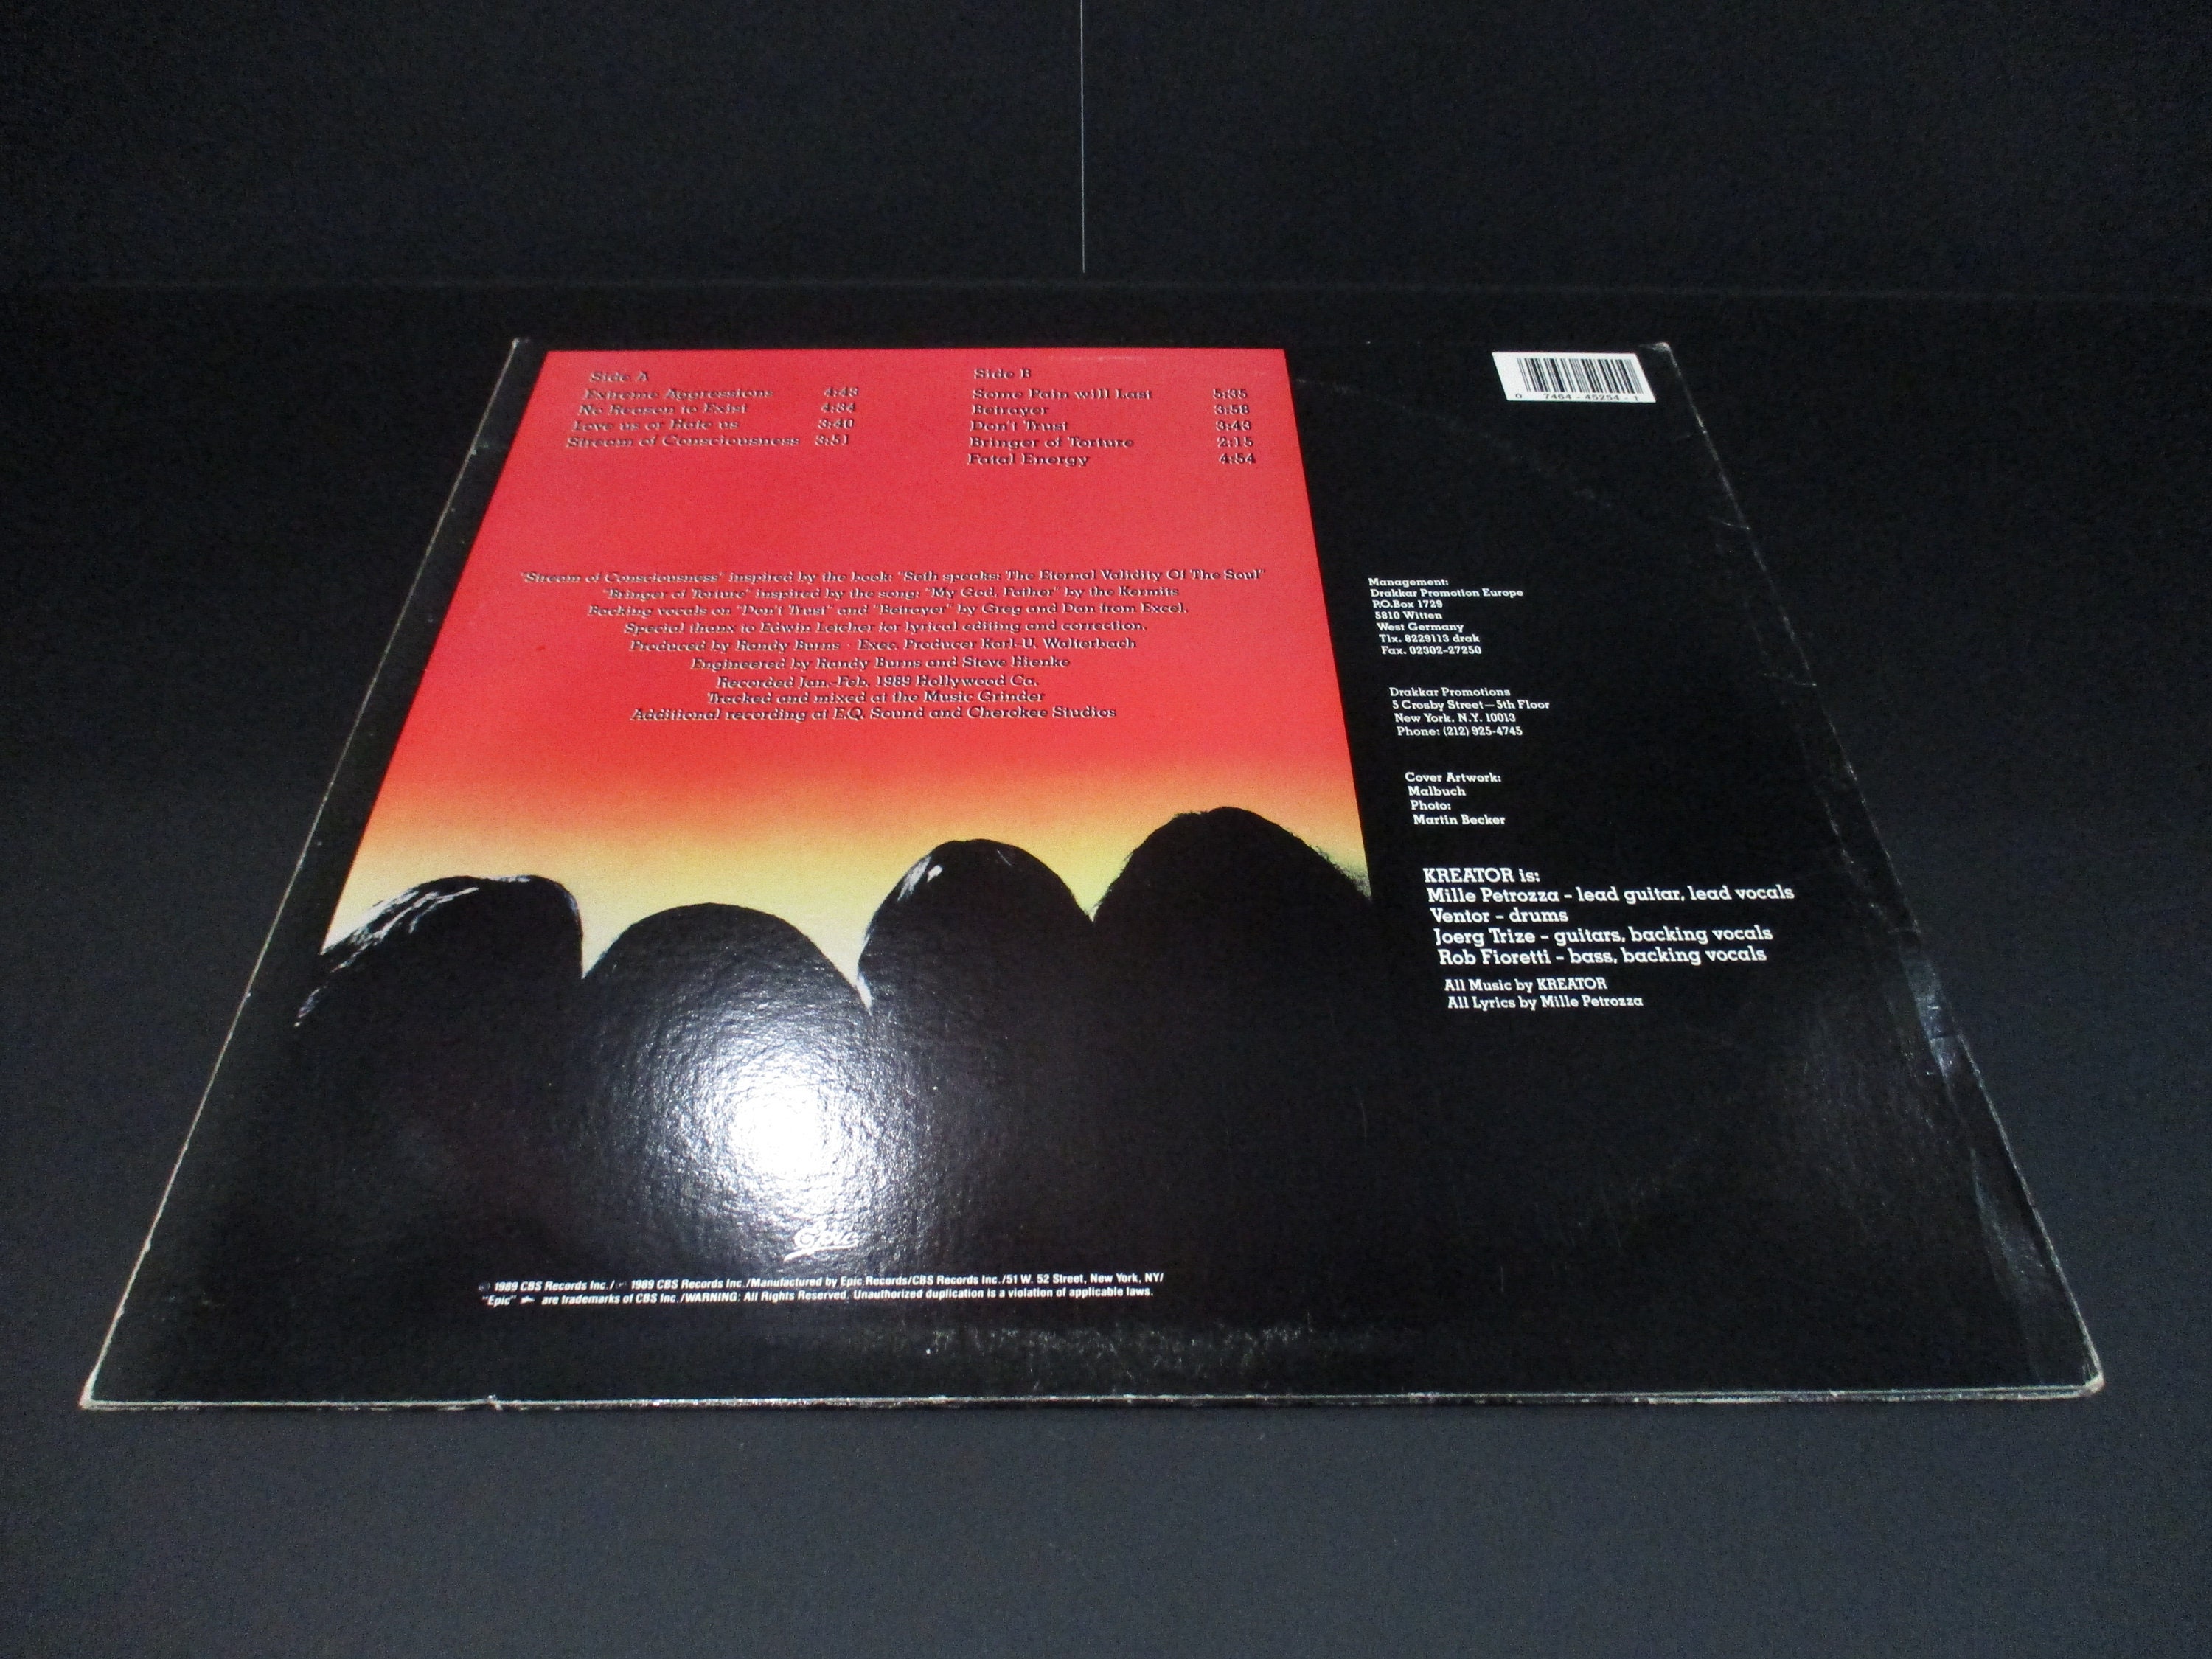 Side A
Extreme Aggressions 4:43
No Reason to Exist 4:34
Love us or Hate us 3:40
Stream of Consciousness 3:51
Side B
Some Pain will Last 5:35
Betrayer 3:58
Don't Trust 3:43
Bringer of Torture 2:15
Fatal Energy 4:54
0 7464-45254-1
"Stream of Consciousness" inspired by the book: "Seth speaks: The Eternal Validity Of The Soul"
"Bringer of Torture" inspired by the song: "My God, Father" by the Kermits
Backing vocals on "Don't Trust" and "Betrayer" by Greg and Dan from Excel.
Special thanx to Edwin Letcher for lyrical editing and correction.
Produced by Randy Burns · Exec. Producer Karl-U. Walterbach
Engineered by Randy Burns and Steve Hienke
Recorded Jan.-Feb. 1989 Hollywood Ca.
Tracked and mixed at the Music Grinder
Additional recording at E.Q. Sound and Cherokee Studios
Management:
Drakkar Promotion Europe
P.O.Box 1729
5810 Witten
West Germany
Tlx. 8229113 drak
Fax. 02302-27250
Drakkar Promotions
5 Crosby Street—5th Floor
New York, N.Y. 10013
Phone: (212) 925-4745
Cover Artwork:
Malbuch
Photo:
Martin Becker
KREATOR is:
Mille Petrozza - lead guitar, lead vocals
Ventor - drums
Joerg Trize - guitars, backing vocals
Rob Fioretti - bass, backing vocals
All Music by KREATOR
All Lyrics by Mille Petrozza
Epic
© 1989 CBS Records Inc./℗ 1989 CBS Records Inc./Manufactured by Epic Records/CBS Records Inc./51 W. 52 Street, New York, NY/
"Epic" are trademarks of CBS Inc./WARNING: All Rights Reserved. Unauthorized duplication is a violation of applicable laws.